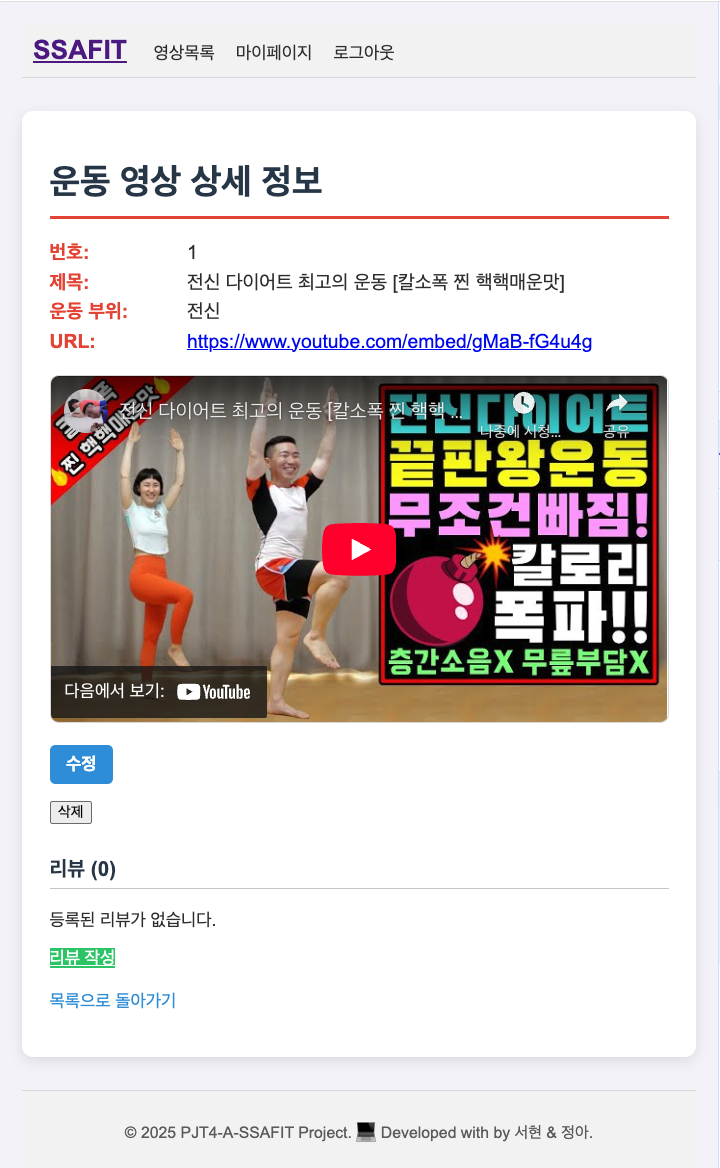 SSAFIT 영상목록 마이페이지 로그아웃
운동 영상 상세 정보
번호: 1
제목: 전신 다이어트 최고의 운동 [칼소폭 찐 핵핵매운맛]
운동 부위: 전신
URL: https://www.youtube.com/embed/gMaB-fG4u4g
전신 다이어트 최고의 운동 [칼소폭 찐 핵핵 ...
나중에 시청...
공유
찐 핵핵매운맛
전신다이어트
끝판왕운동
무조건빠짐!
칼로리
폭파!!
층간소음X 무릎부담X
다음에서 보기: YouTube
수정
삭제
리뷰 (0)
등록된 리뷰가 없습니다.
리뷰 작성
목록으로 돌아가기
© 2025 PJT4-A-SSAFIT Project. 💻 Developed with by 서현 & 정아.